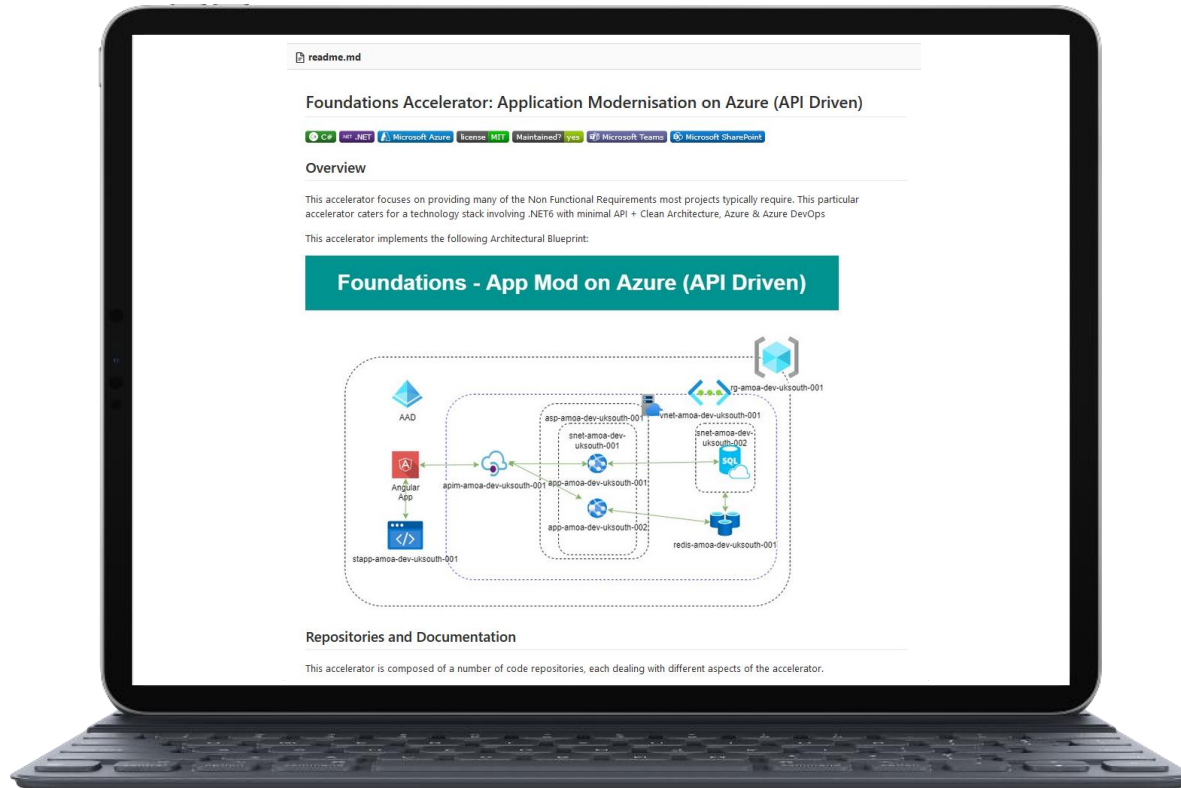 readme.md
Foundations Accelerator: Application Modernisation on Azure (API Driven)
C# .NET .NET Microsoft Azure license MIT Maintained? yes Microsoft Teams Microsoft SharePoint
Overview
This accelerator focuses on providing many of the Non Functional Requirements most projects typically require. This particular
accelerator caters for a technology stack involving .NET6 with minimal API + Clean Architecture, Azure & Azure DevOps
This accelerator implements the following Architectural Blueprint:
Foundations - App Mod on Azure (API Driven)
rg-amoa-dev-uksouth-001
AAD
asp-amoa-dev-uksouth-001
vnet-amoa-dev-uksouth-001
snet-amoa-dev-
uksouth-001
snet-amoa-dev-
uksouth-002
SQL
Angular
App
apim-amoa-dev-uksouth-001
app-amoa-dev-uksouth-001
app-amoa-dev-uksouth-002
redis-amoa-dev-uksouth-001
stapp-amoa-dev-uksouth-001
Repositories and Documentation
This accelerator is composed of a number of code repositories, each dealing with different aspects of the accelerator.